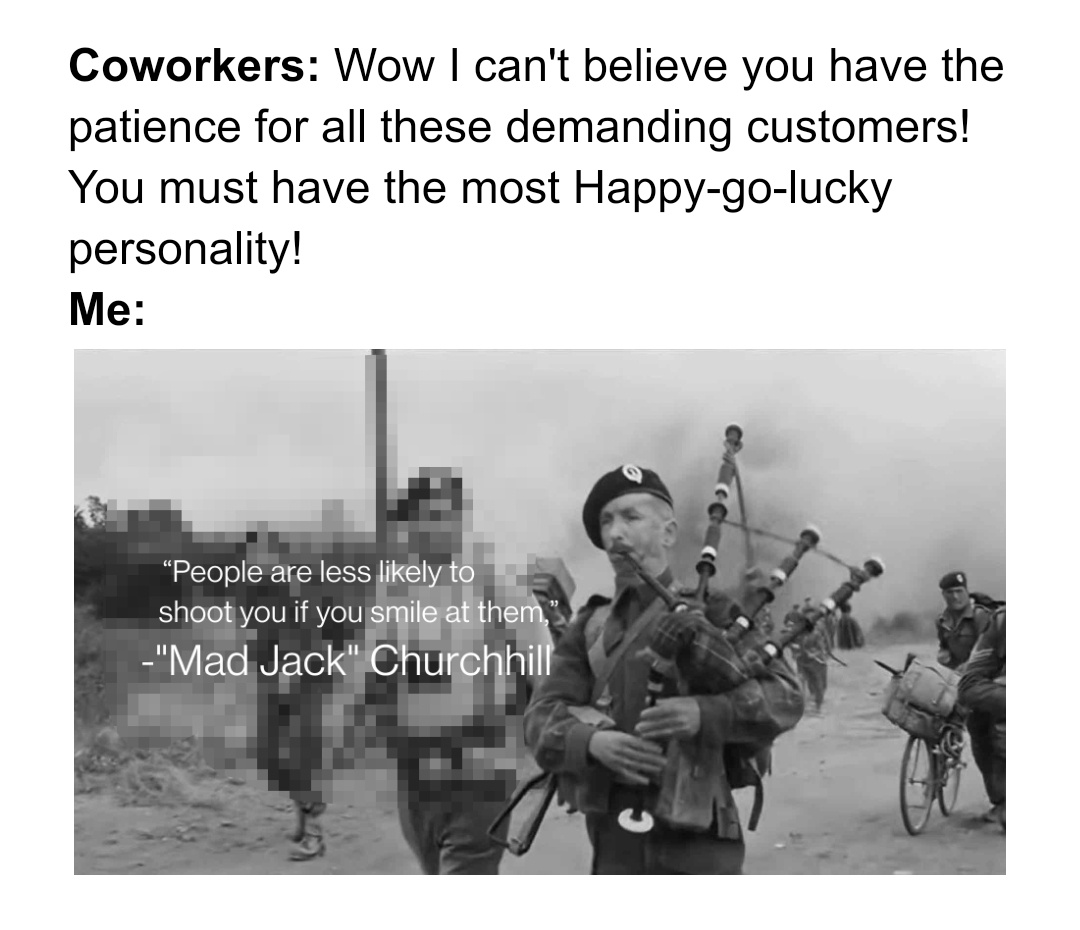 Coworkers: Wow I can't believe you have the
patience for all these demanding customers!
You must have the most Happy-go-lucky
personality!
Me:
“People are less likely to
shoot you if you smile at them,”
-"Mad Jack" Churchhill